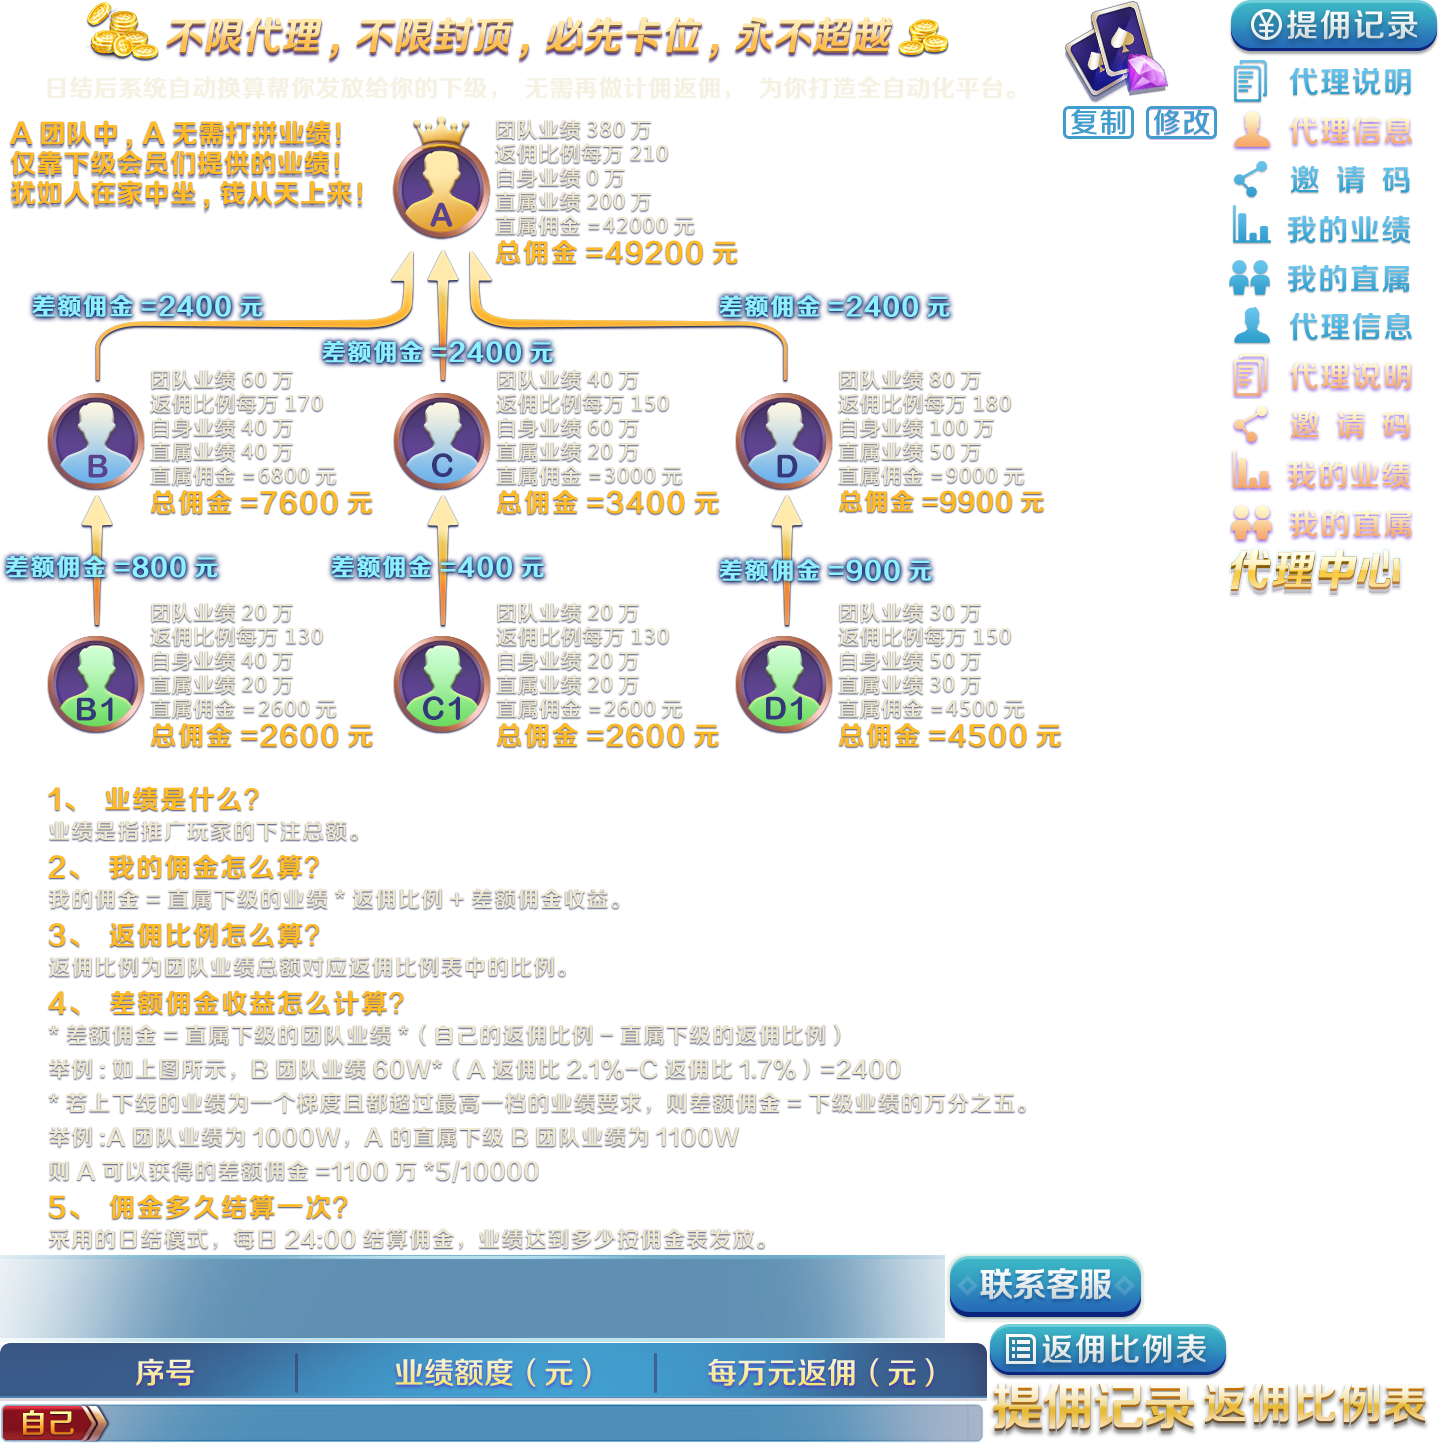 不限代理，不限封顶，必先卡位，永不超越
日结后系统自动换算帮你发放给你的下级， 无需再做计佣返佣， 为你打造全自动化平台。
A 团队中，A 无需打拼业绩！
仅靠下级会员们提供的业绩！
犹如人在家中坐，钱从天上来！
A
团队业绩 380 万
返佣比例每万 210
自身业绩 0 万
直属业绩 200 万
直属佣金 =42000 元
总佣金 =49200 元
差额佣金 =2400 元
差额佣金 =2400 元
差额佣金 =2400 元
B
团队业绩 60 万
返佣比例每万 170
自身业绩 40 万
直属业绩 40 万
直属佣金 =6800 元
总佣金 =7600 元
C
团队业绩 40 万
返佣比例每万 150
自身业绩 60 万
直属业绩 20 万
直属佣金 =3000 元
总佣金 =3400 元
D
团队业绩 80 万
返佣比例每万 180
自身业绩 100 万
直属业绩 50 万
直属佣金 =9000 元
总佣金 =9900 元
差额佣金 =800 元
差额佣金 =400 元
差额佣金 =900 元
B1
团队业绩 20 万
返佣比例每万 130
自身业绩 40 万
直属业绩 20 万
直属佣金 =2600 元
总佣金 =2600 元
C1
团队业绩 20 万
返佣比例每万 130
自身业绩 20 万
直属业绩 20 万
直属佣金 =2600 元
总佣金 =2600 元
D1
团队业绩 30 万
返佣比例每万 150
自身业绩 50 万
直属业绩 30 万
直属佣金 =4500 元
总佣金 =4500 元
复制
修改
提佣记录
代理说明
代理信息
邀 请 码
我的业绩
我的直属
代理信息
代理说明
邀 请 码
我的业绩
我的直属
代理中心
1、 业绩是什么？
业绩是指推广玩家的下注总额。
2、 我的佣金怎么算？
我的佣金 = 直属下级的业绩 * 返佣比例 + 差额佣金收益。
3、 返佣比例怎么算？
返佣比例为团队业绩总额对应返佣比例表中的比例。
4、 差额佣金收益怎么计算？
* 差额佣金 = 直属下级的团队业绩 *（ 自己的返佣比例 – 直属下级的返佣比例 ）
举例 : 如上图所示，B 团队业绩 60W*（ A 返佣比 2.1%–C 返佣比 1.7% ）=2400
* 若上下线的业绩为一个梯度且都超过最高一档的业绩要求，则差额佣金 = 下级业绩的万分之五。
举例 :A 团队业绩为 1000W，A 的直属下级 B 团队业绩为 1100W
则 A 可以获得的差额佣金 =1100 万 *5/10000
5、 佣金多久结算一次？
采用的日结模式，每日 24:00 结算佣金，业绩达到多少按佣金表发放。
联系客服
返佣比例表
序号
业绩额度（元）
每万元返佣（元）
自己
提佣记录
返佣比例表